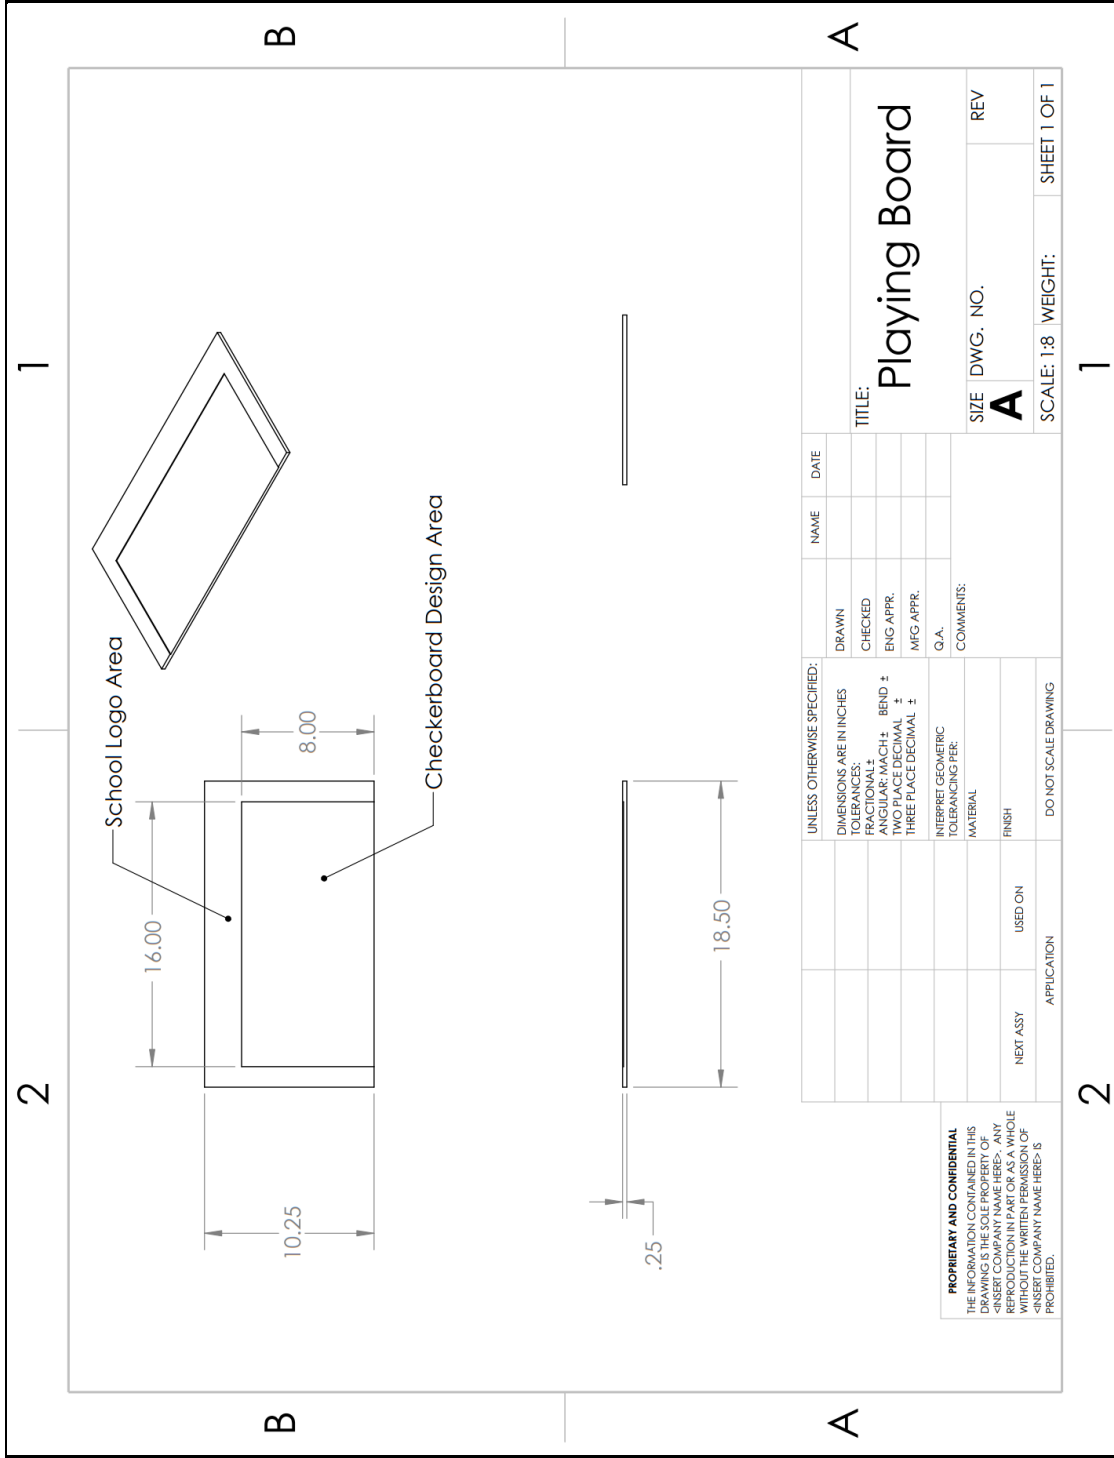 2
1
B
B
A
A
2
1
School Logo Area
16.00
10.25
8.00
Checkerboard Design Area
.25
18.50
PROPRIETARY AND CONFIDENTIAL
THE INFORMATION CONTAINED IN THIS
DRAWING IS THE SOLE PROPERTY OF
<INSERT COMPANY NAME HERE>. ANY
REPRODUCTION IN PART OR AS A WHOLE
WITHOUT THE WRITTEN PERMISSION OF
<INSERT COMPANY NAME HERE> IS
PROHIBITED.
NEXT ASSY
USED ON
APPLICATION
UNLESS OTHERWISE SPECIFIED:
DIMENSIONS ARE IN INCHES
TOLERANCES:
FRACTIONAL ±
ANGULAR: MACH ± BEND ±
TWO PLACE DECIMAL ±
THREE PLACE DECIMAL ±
INTERPRET GEOMETRIC
TOLERANCING PER:
MATERIAL
FINISH
DO NOT SCALE DRAWING
NAME
DATE
DRAWN
CHECKED
ENG APPR.
MFG APPR.
Q.A.
COMMENTS:
TITLE:
Playing Board
SIZE
A
DWG. NO.
REV
SCALE: 1:8
WEIGHT:
SHEET 1 OF 1